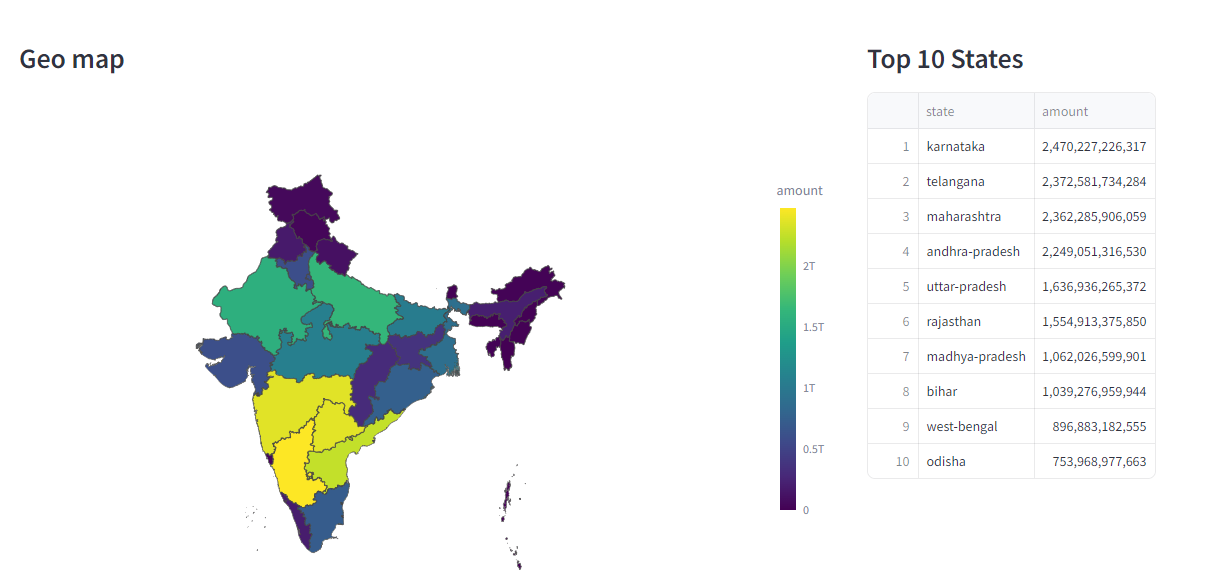 Geo map
amount
2T
1.5T
1T
0.5T
0
Top 10 States
state amount
1 karnataka 2,470,227,226,317
2 telangana 2,372,581,734,284
3 maharashtra 2,362,285,906,059
4 andhra-pradesh 2,249,051,316,530
5 uttar-pradesh 1,636,936,265,372
6 rajasthan 1,554,913,375,850
7 madhya-pradesh 1,062,026,599,901
8 bihar 1,039,276,959,944
9 west-bengal 896,883,182,555
10 odisha 753,968,977,663